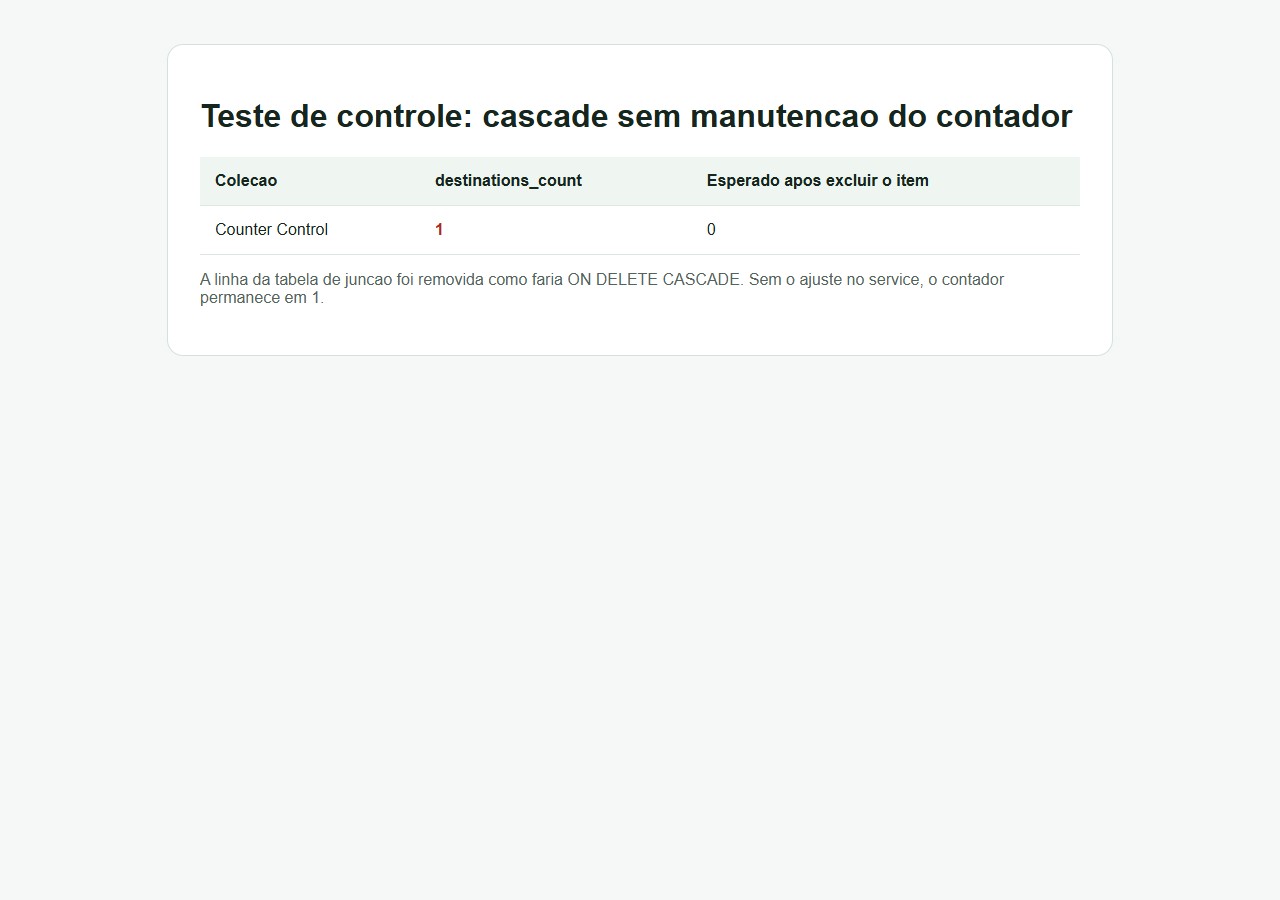 Teste de controle: cascade sem manutencao do contador
Colecao destinations_count Esperado apos excluir o item
Counter Control 1 0
A linha da tabela de juncao foi removida como faria ON DELETE CASCADE. Sem o ajuste no service, o contador
permanece em 1.